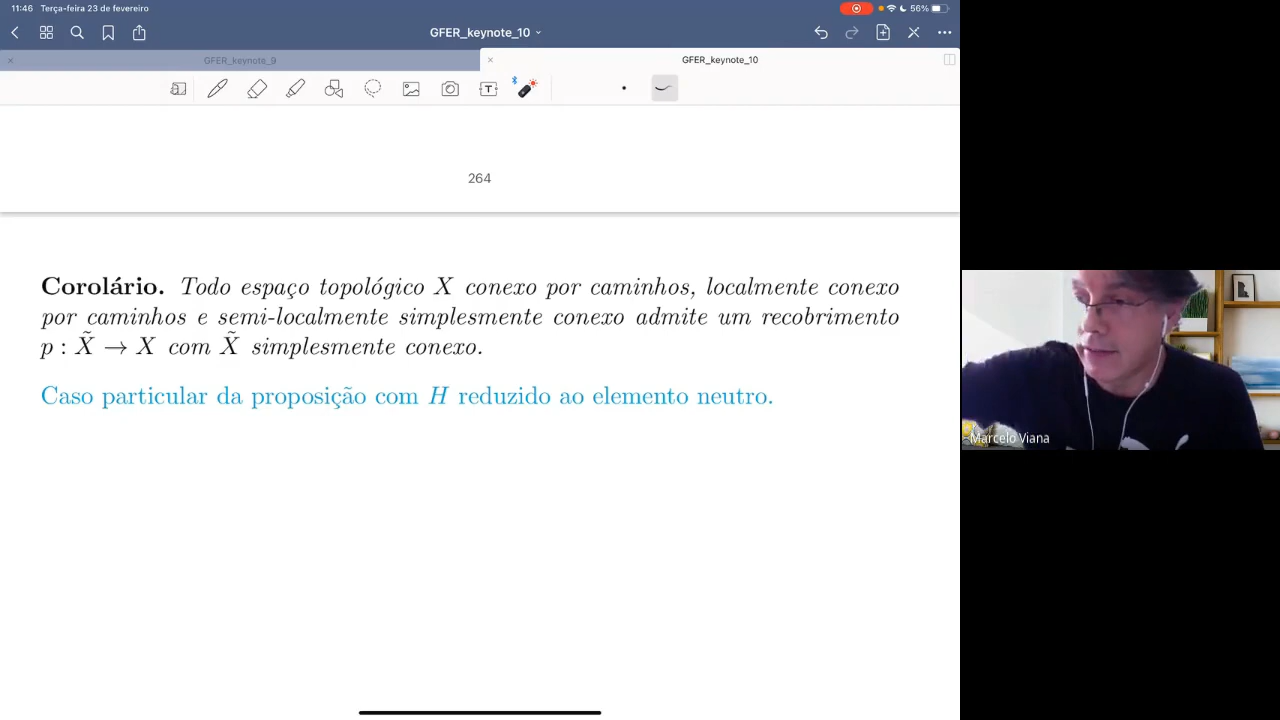 11:46 Terça-feira 23 de fevereiro 56%
GFER_keynote_10
GFER_keynote_9
GFER_keynote_10
T
264
Corolário. Todo espaço topológico X conexo por caminhos, localmente conexo
por caminhos e semi-localmente simplesmente conexo admite um recobrimento
p : X̃ → X com X̃ simplesmente conexo.
Caso particular da proposição com H reduzido ao elemento neutro.
Marcelo Viana